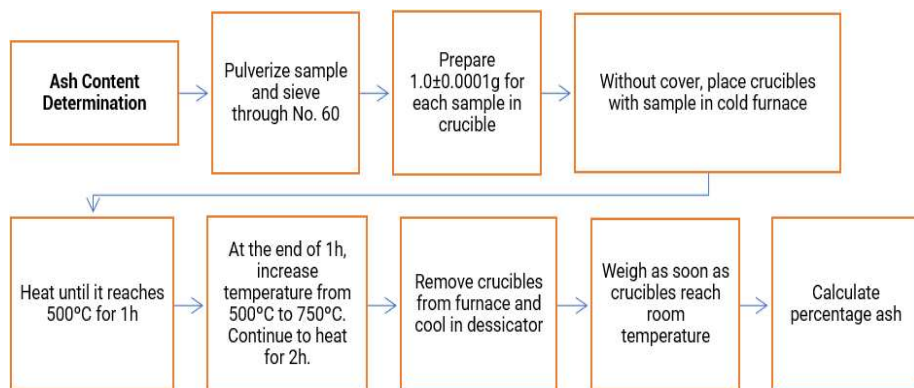 Ash Content
Determination
Pulverize sample
and sieve
through No. 60
Prepare
1.0±0.0001g for
each sample in
crucible
Without cover, place crucibles
with sample in cold furnace
Heat until it reaches
500ºC for 1h
At the end of 1h,
increase
temperature from
500ºC to 750ºC.
Continue to heat
for 2h.
Remove crucibles
from furnace and
cool in dessicator
Weigh as soon as
crucibles reach
room
temperature
Calculate
percentage ash